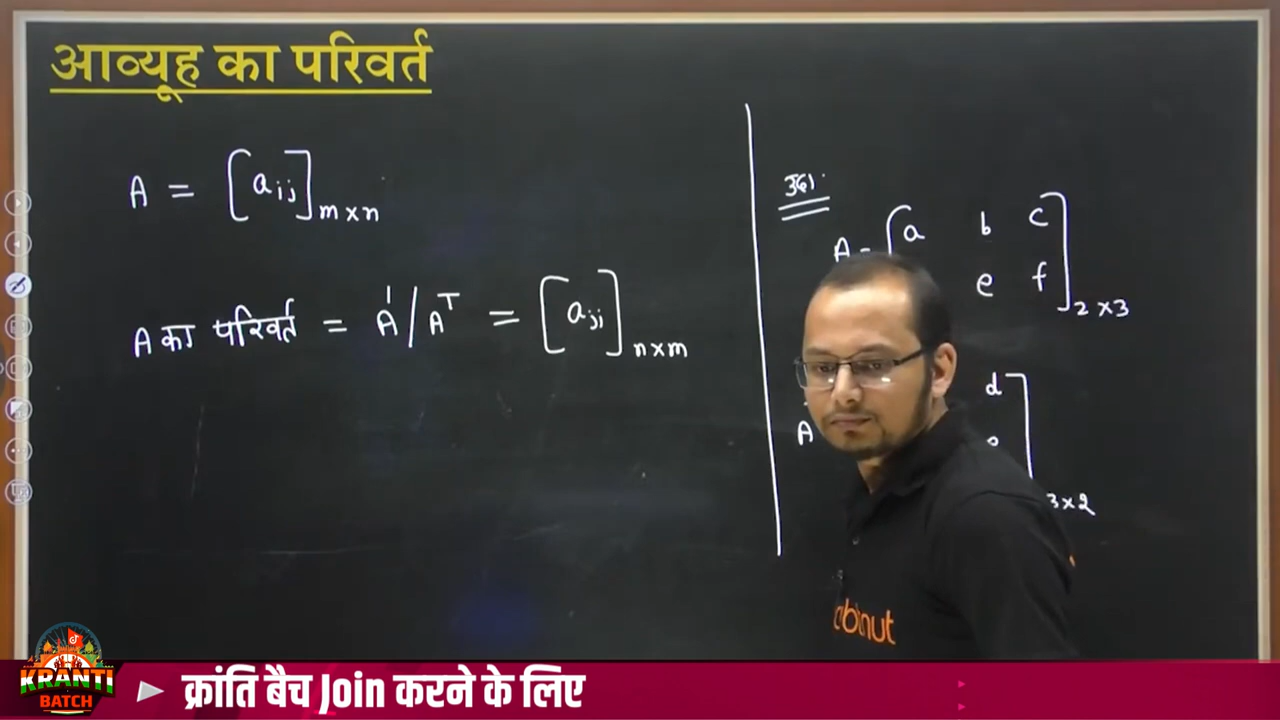 आव्यूह का परिवर्त
A = [aij]m×n
A का परिवर्त = A'/Aᵀ = [aji]n×m
उदा.
A = [a b c
e f]2×3
A
d
3×2
KRANTI
BATCH
क्रांति बैच Join करने के लिए